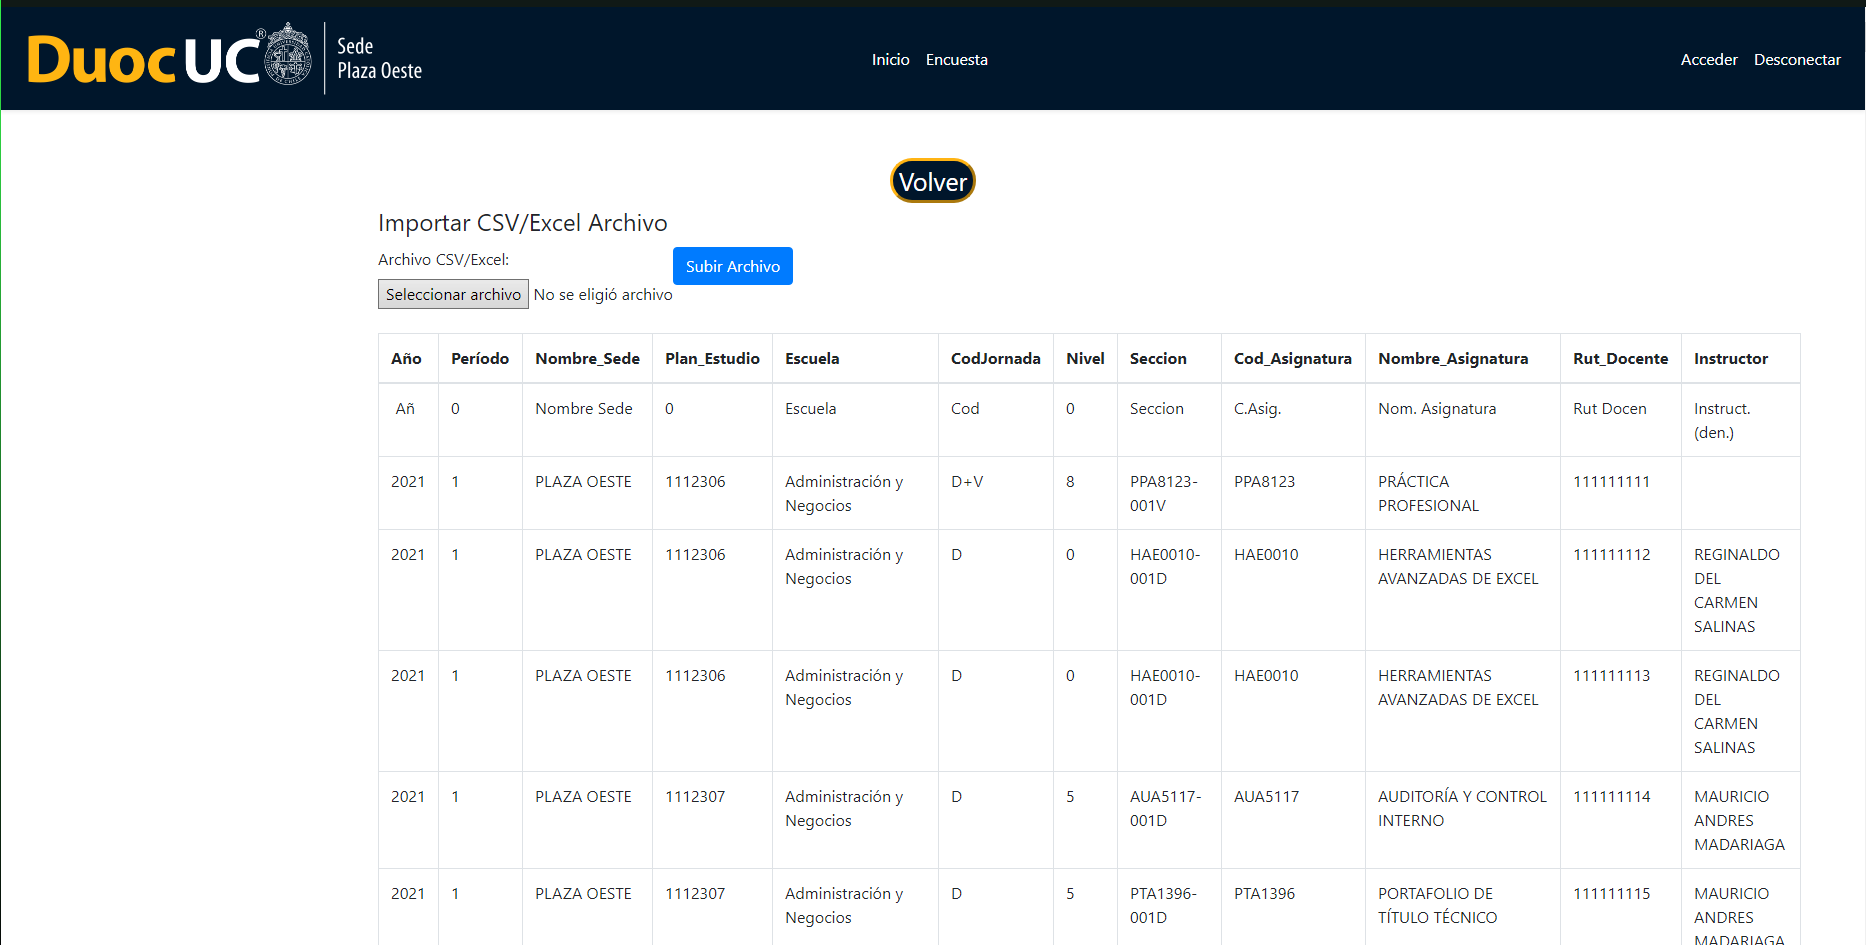 Duoc UC®
Sede
Plaza Oeste
Inicio Encuesta
Acceder Desconectar
Volver
Importar CSV/Excel Archivo
Archivo CSV/Excel:
Subir Archivo
Seleccionar archivo No se eligió archivo
Año Período Nombre_Sede Plan_Estudio Escuela CodJornada Nivel Seccion Cod_Asignatura Nombre_Asignatura Rut_Docente Instructor
Añ 0 Nombre Sede 0 Escuela Cod 0 Seccion C.Asig. Nom. Asignatura Rut Docen Instruct.
(den.)
2021 1 PLAZA OESTE 1112306 Administración y D+V 8 PPA8123- PPA8123 PRÁCTICA 111111111
Negocios 001V PROFESIONAL
2021 1 PLAZA OESTE 1112306 Administración y D 0 HAE0010- HAE0010 HERRAMIENTAS 111111112 REGINALDO
Negocios 001D AVANZADAS DE EXCEL DEL
CARMEN
SALINAS
2021 1 PLAZA OESTE 1112306 Administración y D 0 HAE0010- HAE0010 HERRAMIENTAS 111111113 REGINALDO
Negocios 001D AVANZADAS DE EXCEL DEL
CARMEN
SALINAS
2021 1 PLAZA OESTE 1112307 Administración y D 5 AUA5117- AUA5117 AUDITORÍA Y CONTROL 111111114 MAURICIO
Negocios 001D INTERNO ANDRES
MADARIAGA
2021 1 PLAZA OESTE 1112307 Administración y D 5 PTA1396- PTA1396 PORTAFOLIO DE 111111115 MAURICIO
Negocios 001D TÍTULO TÉCNICO ANDRES
MADARIAGA